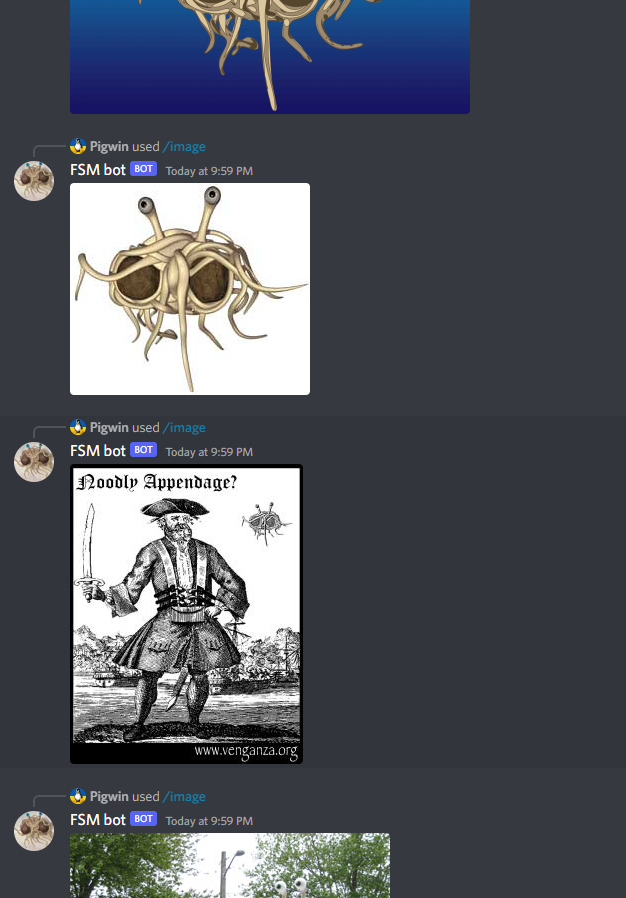 Pigwin used /image
FSM bot BOT Today at 9:59 PM
Pigwin used /image
FSM bot BOT Today at 9:59 PM
Noodly Appendage?
www.venganza.org
Pigwin used /image
FSM bot BOT Today at 9:59 PM